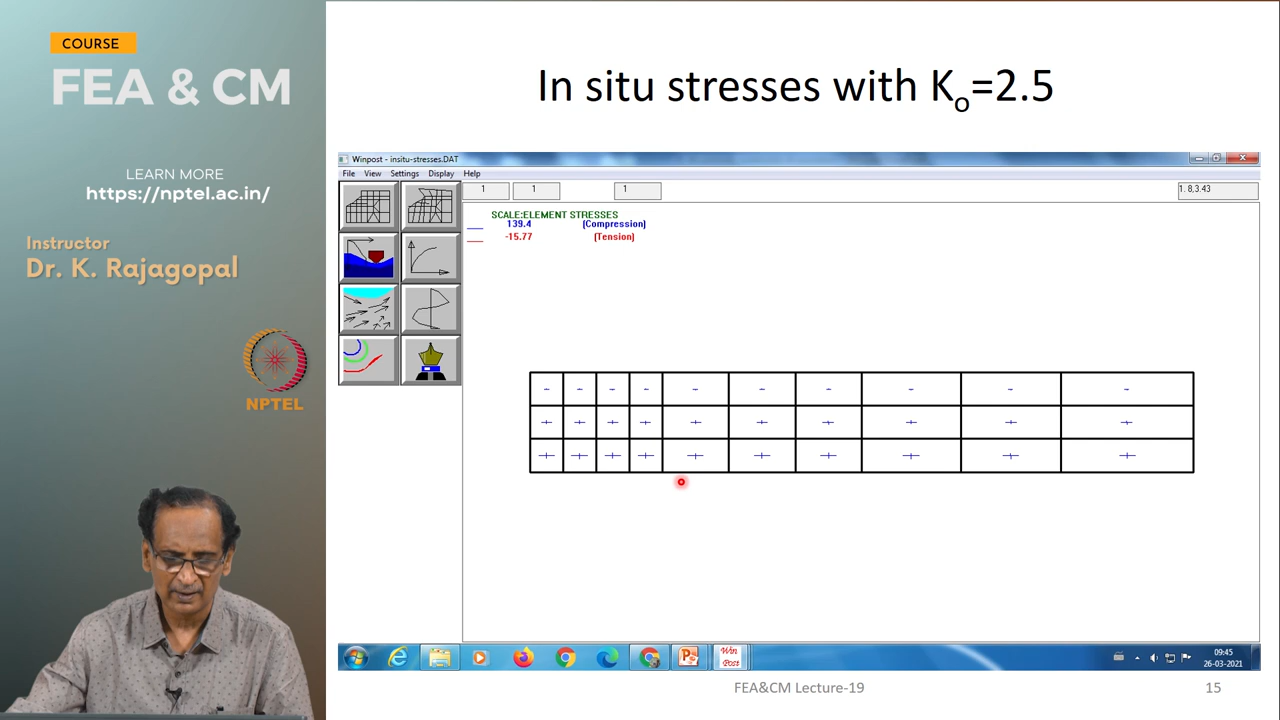 COURSE
FEA & CM
LEARN MORE
https://nptel.ac.in/
Instructor
Dr. K. Rajagopal
NPTEL
In situ stresses with Ko=2.5
Winpost - insitu-stresses.DAT
File View Settings Display Help
1 1 1 1. 8,3.43
SCALE:ELEMENT STRESSES
139.4 (Compression)
-15.77 (Tension)
Win
Post
09:45
26-03-2021
FEA&CM Lecture-19
15